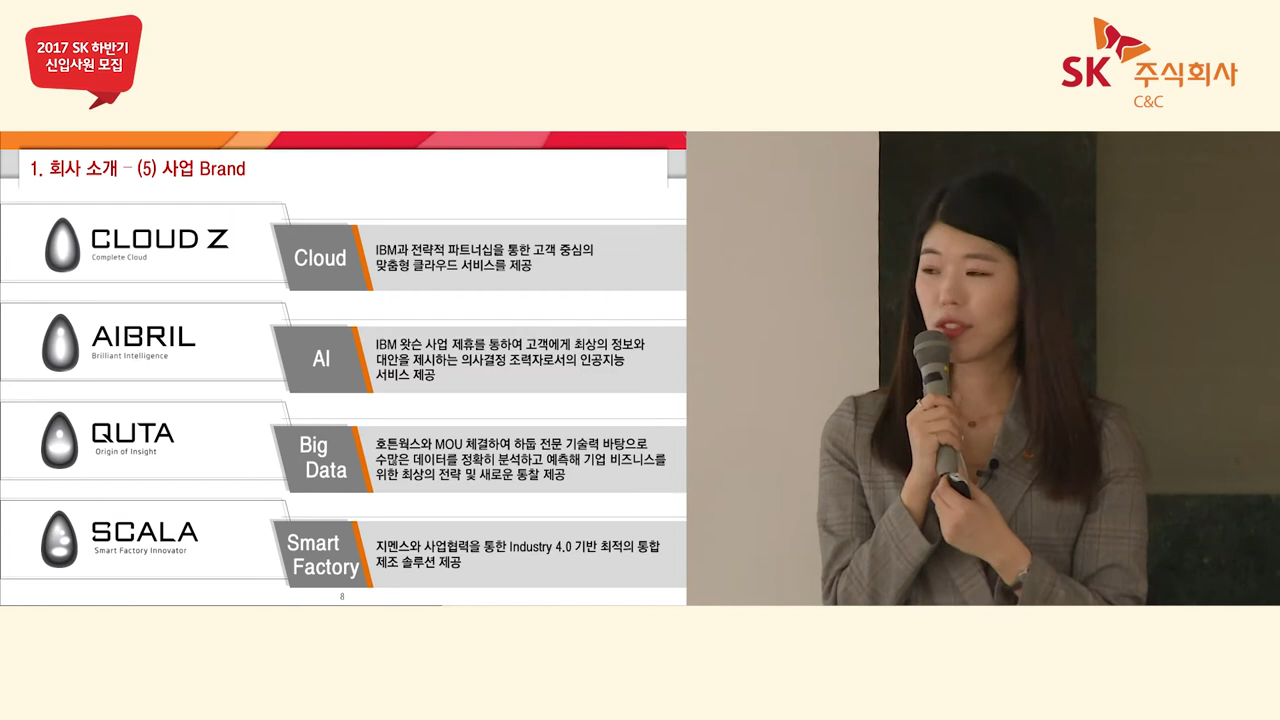 2017 SK 하반기
신입사원 모집
SK 주식회사
C&C
1. 회사 소개 – (5) 사업 Brand
CLOUD Z
Complete Cloud
Cloud
IBM과 전략적 파트너십을 통한 고객 중심의
맞춤형 클라우드 서비스를 제공
AIBRIL
Brilliant Intelligence
AI
IBM 왓슨 사업 제휴를 통하여 고객에게 최상의 정보와
대안을 제시하는 의사결정 조력자로서의 인공지능
서비스 제공
QUTA
Origin of Insight
Big
Data
호튼웍스와 MOU 체결하여 하둡 전문 기술력 바탕으로
수많은 데이터를 정확히 분석하고 예측해 기업 비즈니스를
위한 최상의 전략 및 새로운 통찰 제공
SCALA
Smart Factory Innovator
Smart
Factory
지멘스와 사업협력을 통한 Industry 4.0 기반 최적의 통합
제조 솔루션 제공
8